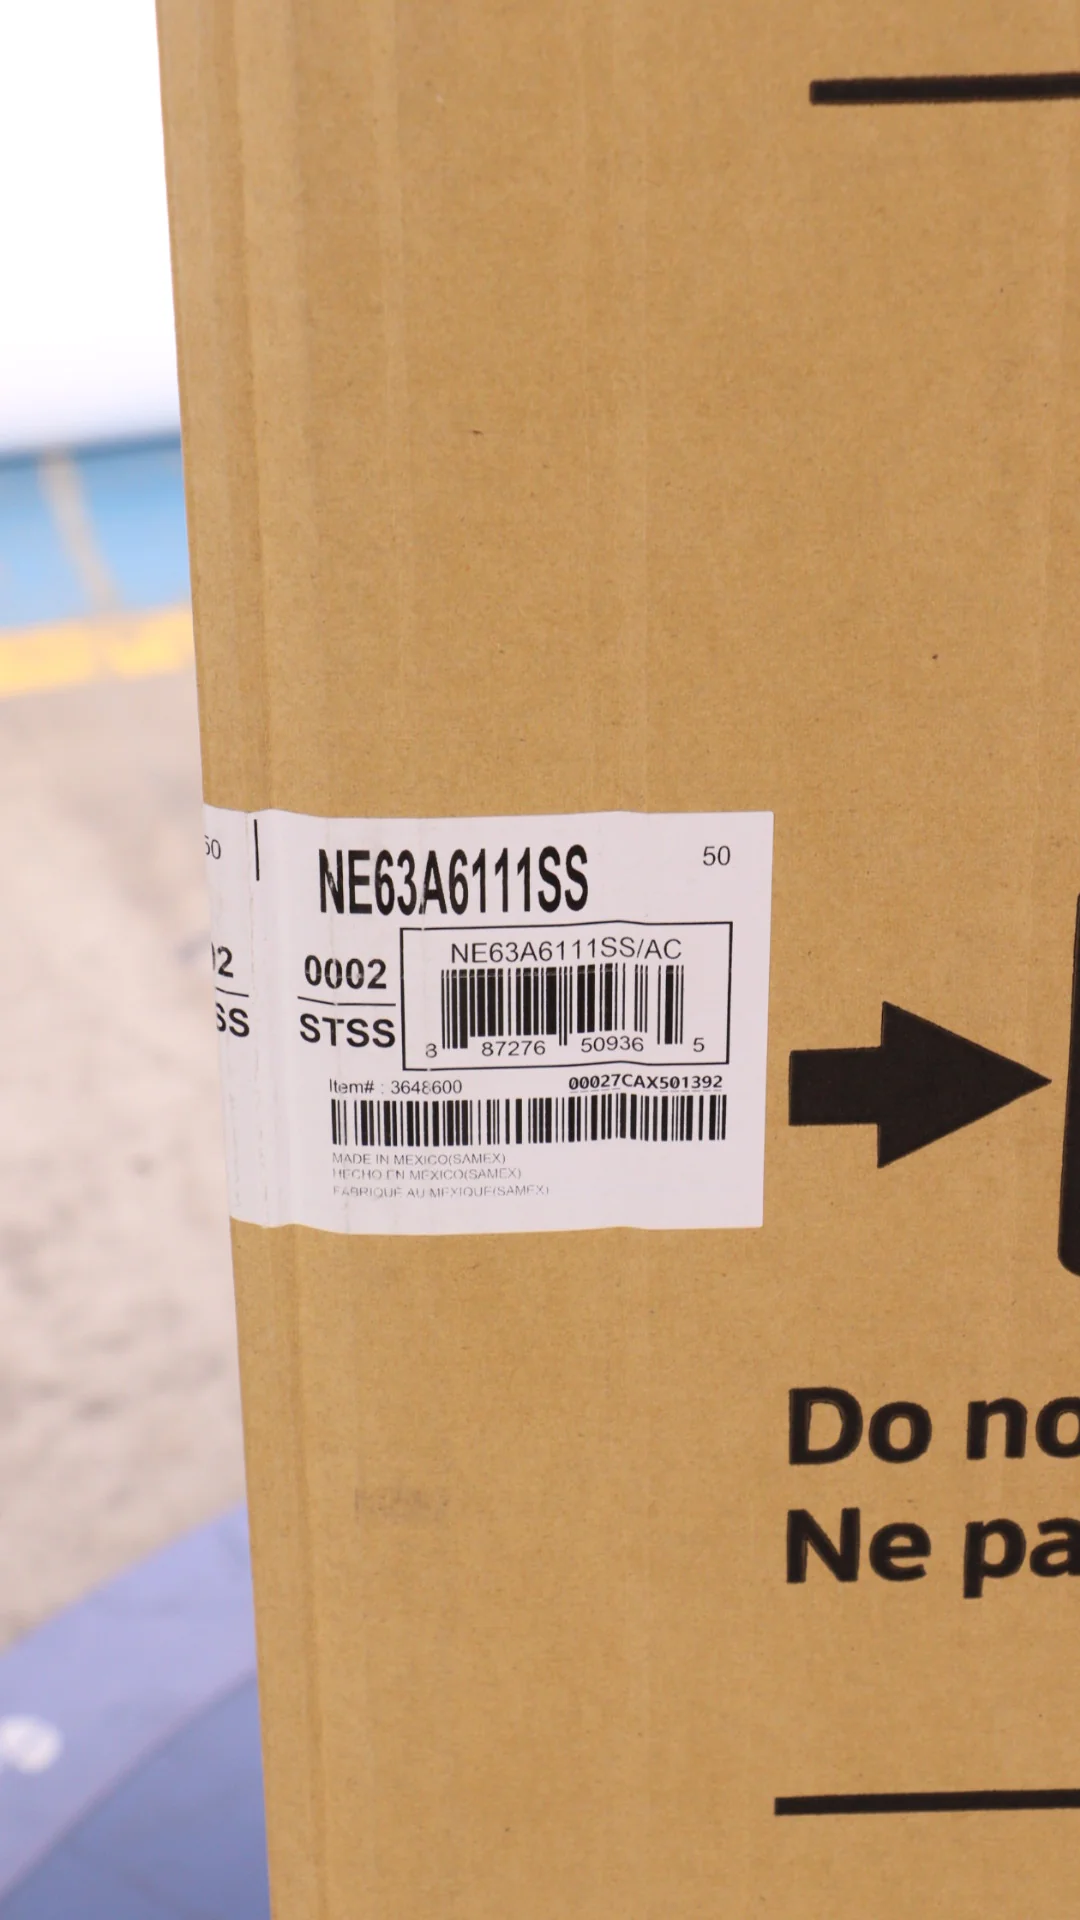 50
NE63A6111SS
50
02
SS
0002
STSS
NE63A6111SS/AC
8 87276 50936 5
Item# : 3648600
00027CAX501392
MADE IN MEXICO(SAMEX)
HECHO EN MEXICO(SAMEX)
FABRIQUE AU MEXIQUE(SAMEX)
Do no
Ne pa